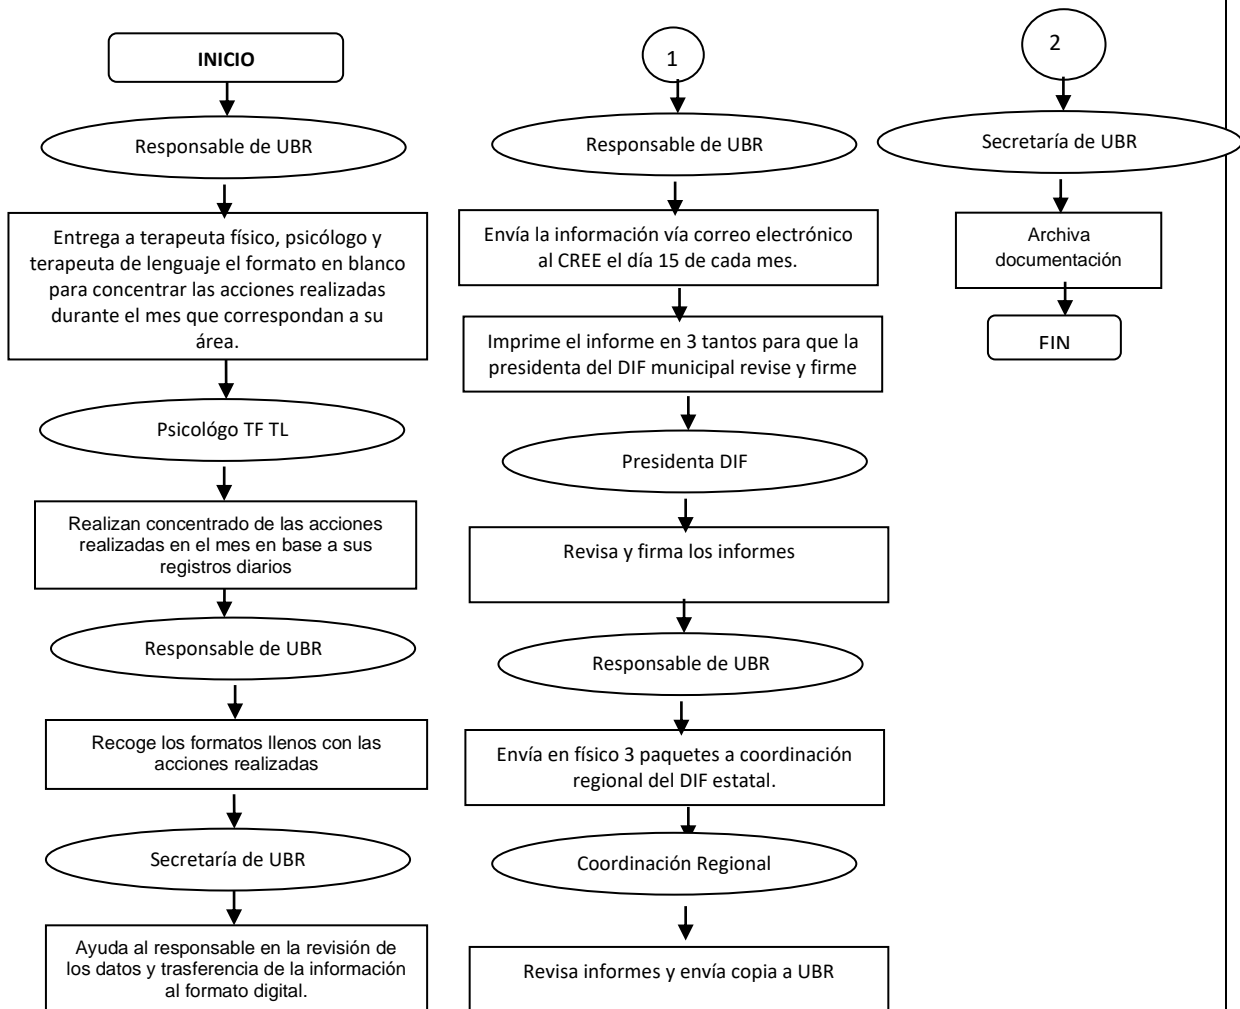 INICIO
Responsable de UBR
Entrega a terapeuta físico, psicólogo y
terapeuta de lenguaje el formato en blanco
para concentrar las acciones realizadas
durante el mes que correspondan a su
área.
Psicológo TF TL
Realizan concentrado de las acciones
realizadas en el mes en base a sus
registros diarios
Responsable de UBR
Recoge los formatos llenos con las
acciones realizadas
Secretaría de UBR
Ayuda al responsable en la revisión de
los datos y trasferencia de la información
al formato digital.
1
Responsable de UBR
Envía la información vía correo electrónico
al CREE el día 15 de cada mes.
Imprime el informe en 3 tantos para que la
presidenta del DIF municipal revise y firme
Presidenta DIF
Revisa y firma los informes
Responsable de UBR
Envía en físico 3 paquetes a coordinación
regional del DIF estatal.
Coordinación Regional
Revisa informes y envía copia a UBR
2
Secretaría de UBR
Archiva
documentación
FIN